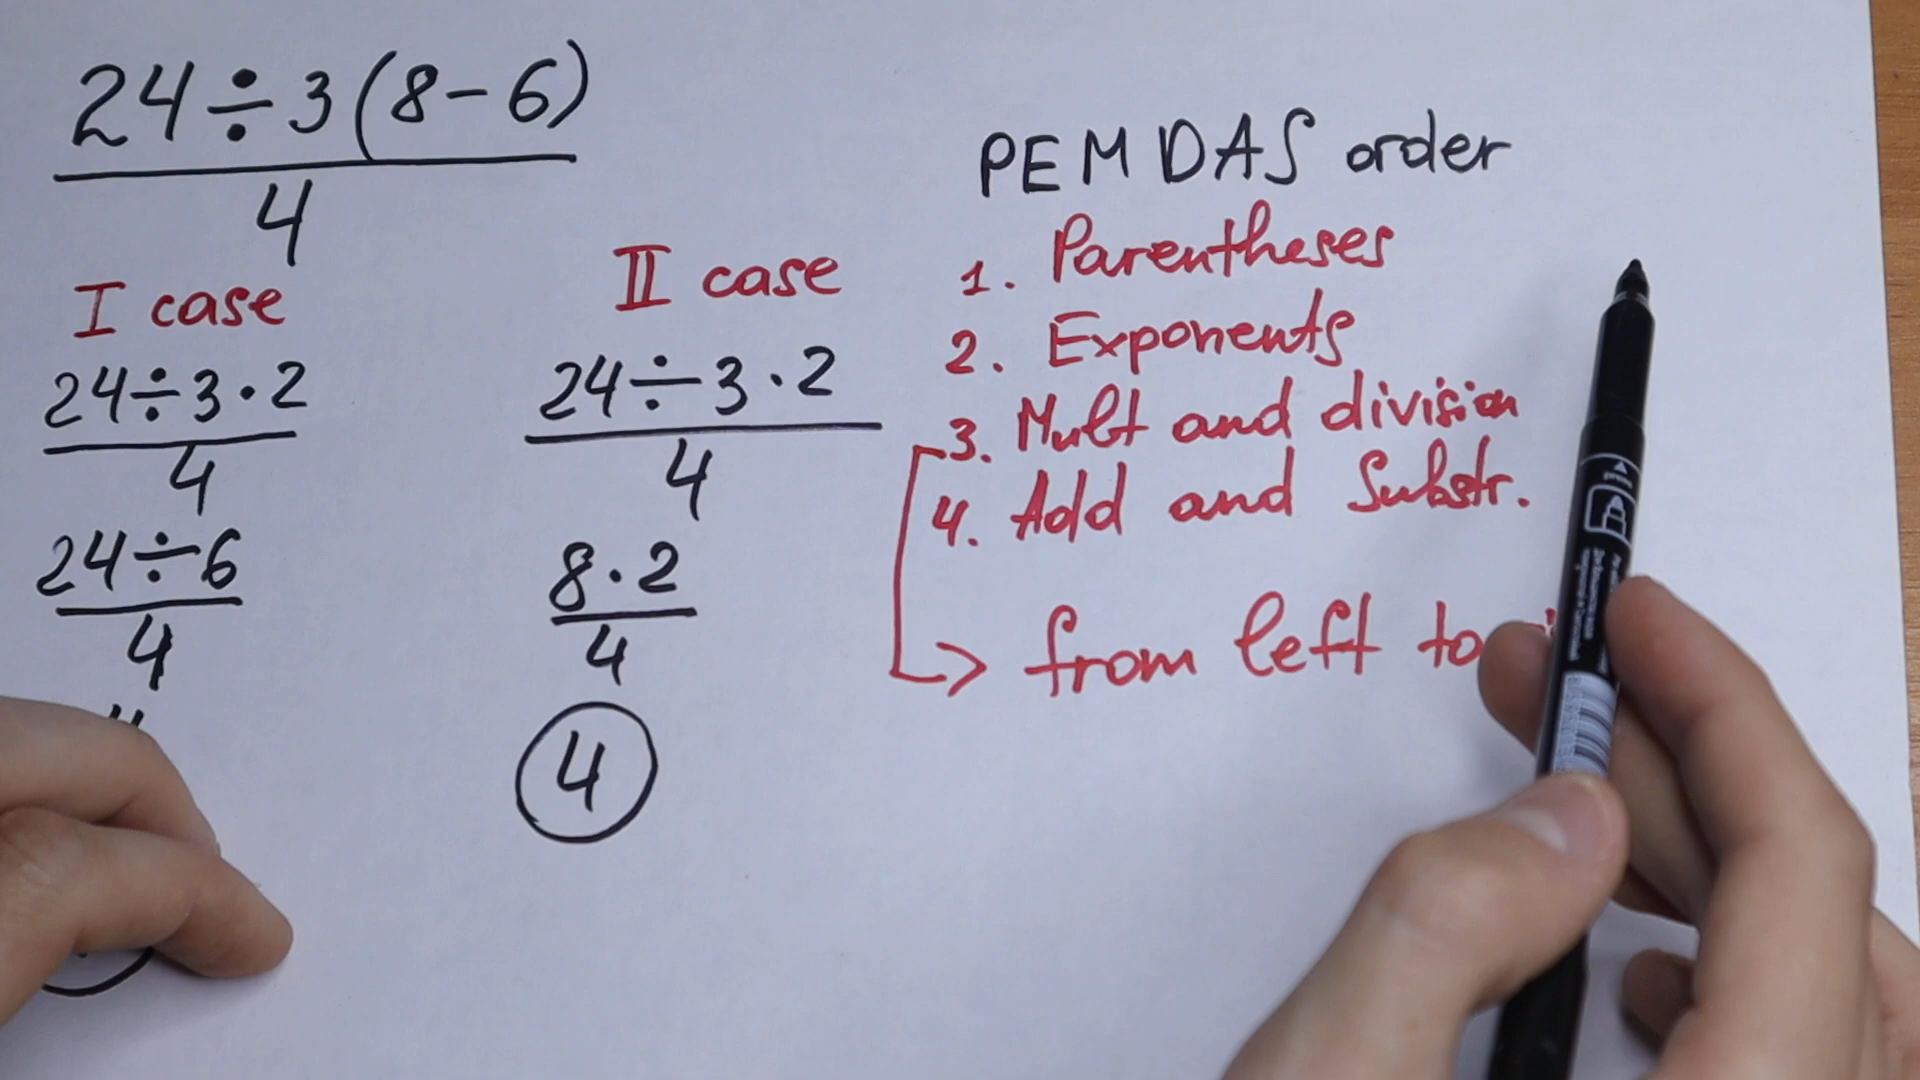 24÷3(8-6)
4
I case
24÷3·2
4
24÷6
4
II case
24÷3·2
4
8·2
4
4
PEMDAS order
1. Parentheses
2. Exponents
3. Mult and division
4. Add and Substr.
from left to